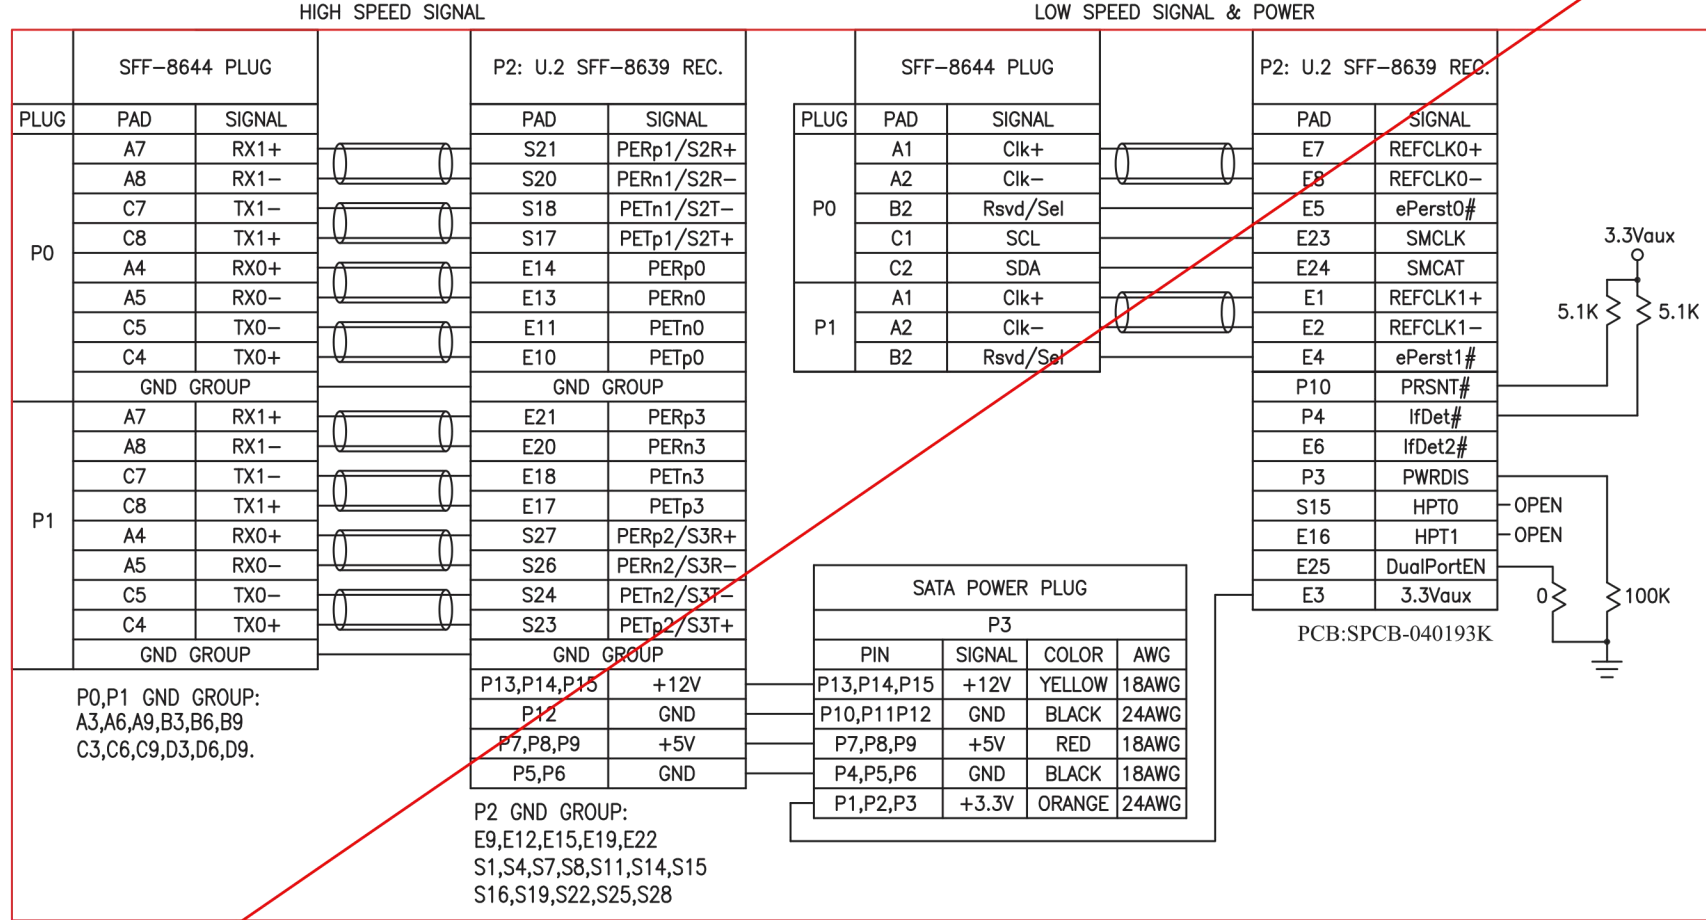 HIGH SPEED SIGNAL
LOW SPEED SIGNAL & POWER
SFF-8644 PLUG
P2: U.2 SFF-8639 REC.
PLUG PAD SIGNAL PAD SIGNAL
P0
A7 RX1+ S21 PERp1/S2R+
A8 RX1- S20 PERn1/S2R-
C7 TX1- S18 PETn1/S2T-
C8 TX1+ S17 PETp1/S2T+
A4 RX0+ E14 PERp0
A5 RX0- E13 PERn0
C5 TX0- E11 PETn0
C4 TX0+ E10 PETp0
GND GROUP GND GROUP
P1
A7 RX1+ E21 PERp3
A8 RX1- E20 PERn3
C7 TX1- E18 PETn3
C8 TX1+ E17 PETp3
A4 RX0+ S27 PERp2/S3R+
A5 RX0- S26 PERn2/S3R-
C5 TX0- S24 PETn2/S3T-
C4 TX0+ S23 PETp2/S3T+
GND GROUP GND GROUP
P13,P14,P15 +12V
P12 GND
P7,P8,P9 +5V
P5,P6 GND
P0,P1 GND GROUP:
A3,A6,A9,B3,B6,B9
C3,C6,C9,D3,D6,D9.
P2 GND GROUP:
E9,E12,E15,E19,E22
S1,S4,S7,S8,S11,S14,S15
S16,S19,S22,S25,S28
SFF-8644 PLUG
P2: U.2 SFF-8639 REC.
PLUG PAD SIGNAL PAD SIGNAL
P0
A1 Clk+ E7 REFCLK0+
A2 Clk- E8 REFCLK0-
B2 Rsvd/Sel E5 ePerst0#
C1 SCL E23 SMCLK
C2 SDA E24 SMCAT
P1
A1 Clk+ E1 REFCLK1+
A2 Clk- E2 REFCLK1-
B2 Rsvd/Sel E4 ePerst1#
P10 PRSNT#
P4 IfDet#
E6 IfDet2#
P3 PWRDIS
S15 HPT0 OPEN
E16 HPT1 OPEN
E25 DualPortEN
E3 3.3Vaux
3.3Vaux
5.1K 5.1K
0 100K
PCB:SPCB-040193K
SATA POWER PLUG
P3
PIN SIGNAL COLOR AWG
P13,P14,P15 +12V YELLOW 18AWG
P10,P11P12 GND BLACK 24AWG
P7,P8,P9 +5V RED 18AWG
P4,P5,P6 GND BLACK 18AWG
P1,P2,P3 +3.3V ORANGE 24AWG